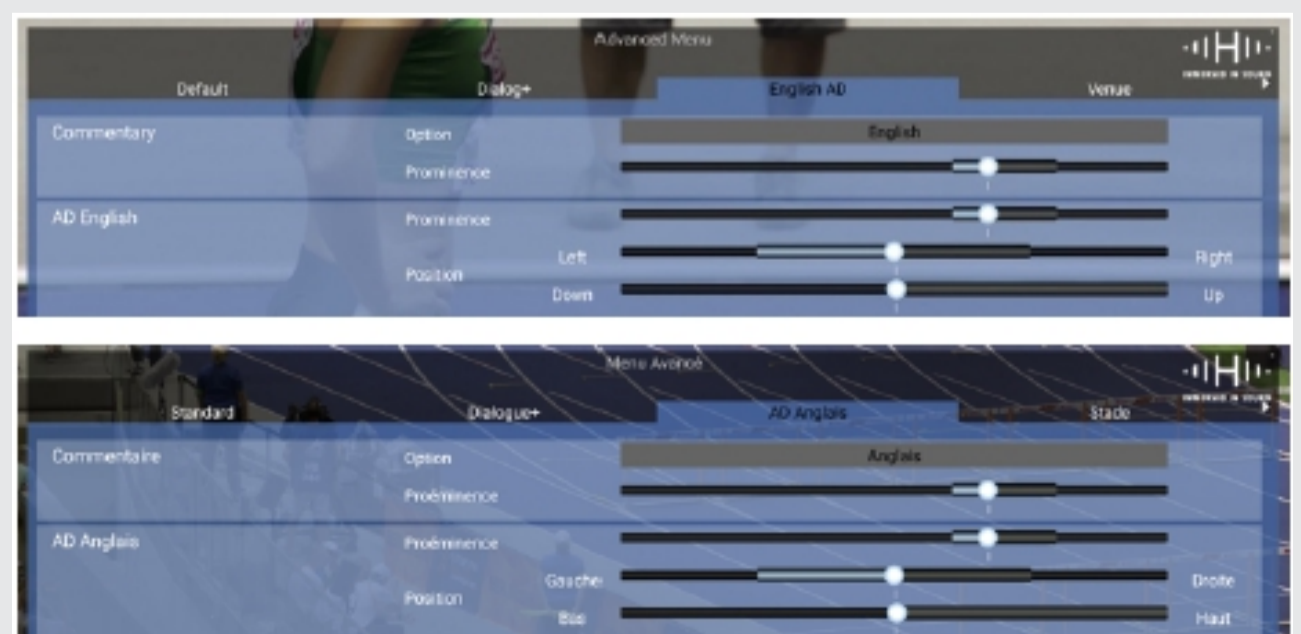 Advanced Menu
Default Dialog+ English AD Venue
Commentary Option English
Prominence
AD English Prominence
Left Right
Position
Down Up
Menu Avancé
Standard Dialogue+ AD Anglais Stade
Commentaire Option Anglais
Proéminence
AD Anglais Proéminence
Gauche Droite
Position
Bas Haut